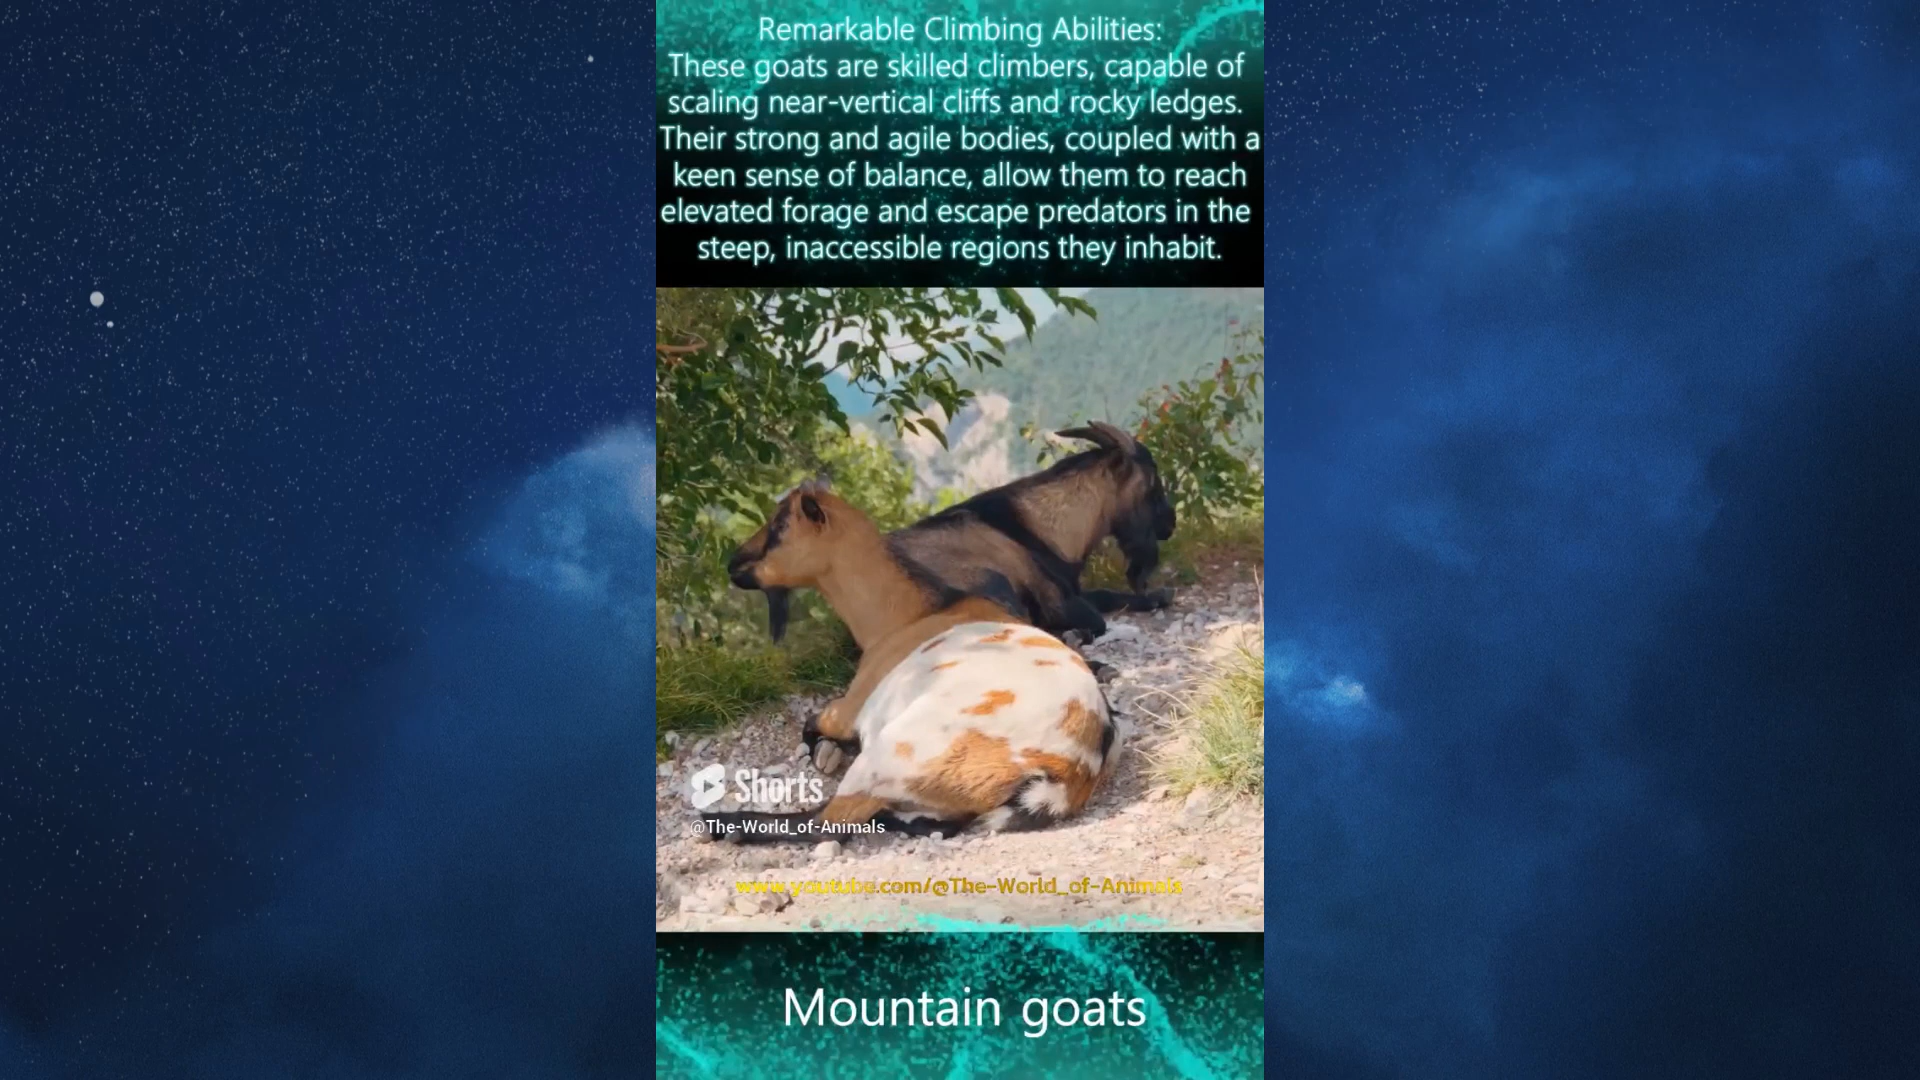 Remarkable Climbing Abilities:
These goats are skilled climbers, capable of
scaling near-vertical cliffs and rocky ledges.
Their strong and agile bodies, coupled with a
keen sense of balance, allow them to reach
elevated forage and escape predators in the
steep, inaccessible regions they inhabit.
Shorts
@The-World_of-Animals
www.youtube.com/@The-World_of-Animals
Mountain goats